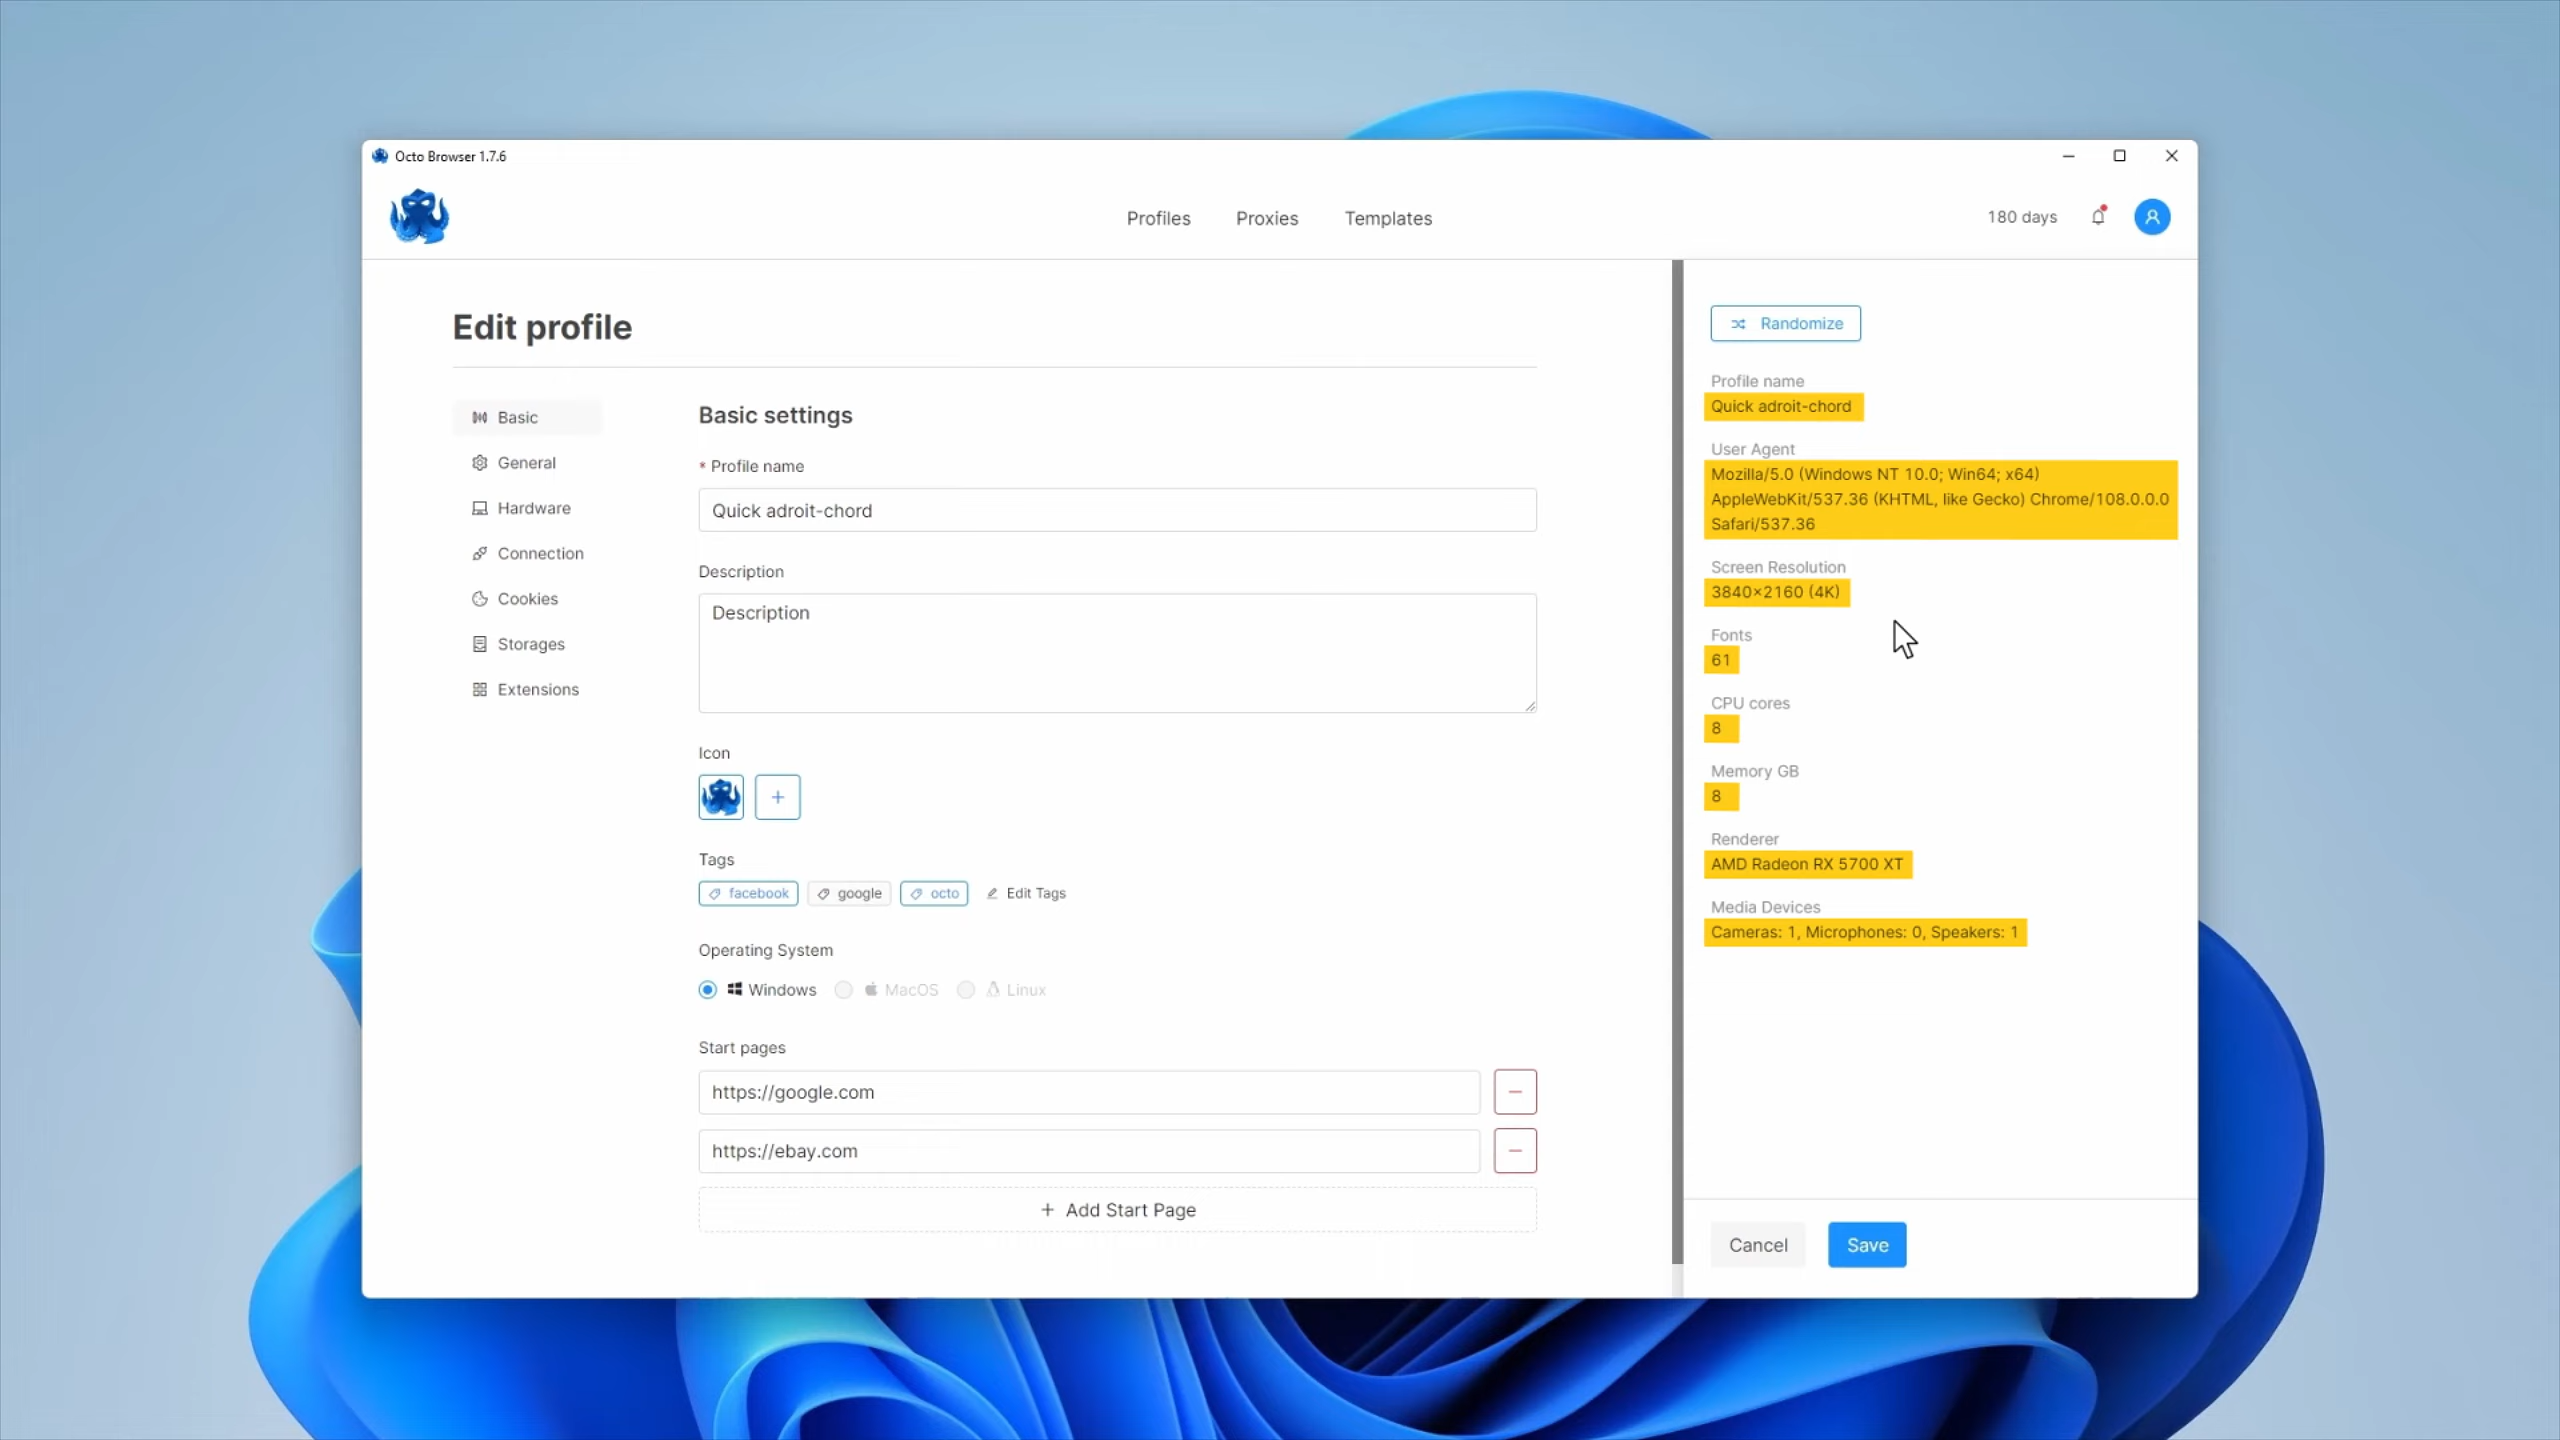 Octo Browser 1.7.6
Profiles
Proxies
Templates
180 days
Edit profile
Basic
General
Hardware
Connection
Cookies
Storages
Extensions
Basic settings
* Profile name
Quick adroit-chord
Description
Description
Icon
+
Tags
facebook
google
octo
Edit Tags
Operating System
Windows
MacOS
Linux
Start pages
https://google.com
https://ebay.com
+ Add Start Page
Randomize
Profile name
Quick adroit-chord
User Agent
Mozilla/5.0 (Windows NT 10.0; Win64; x64)
AppleWebKit/537.36 (KHTML, like Gecko) Chrome/108.0.0.0
Safari/537.36
Screen Resolution
3840×2160 (4K)
Fonts
61
CPU cores
8
Memory GB
8
Renderer
AMD Radeon RX 5700 XT
Media Devices
Cameras: 1, Microphones: 0, Speakers: 1
Cancel
Save